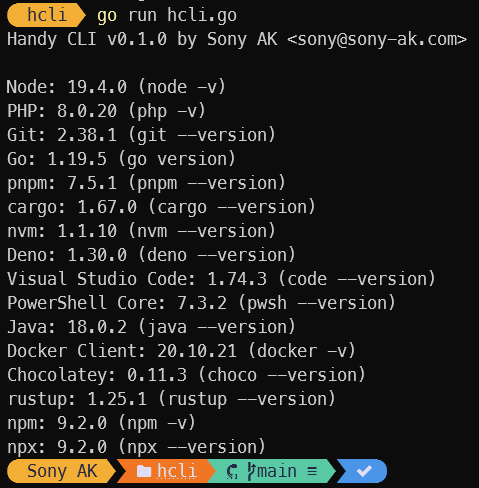 hcli go run hcli.go
Handy CLI v0.1.0 by Sony AK <sony@sony-ak.com>
Node: 19.4.0 (node -v)
PHP: 8.0.20 (php -v)
Git: 2.38.1 (git --version)
Go: 1.19.5 (go version)
pnpm: 7.5.1 (pnpm --version)
cargo: 1.67.0 (cargo --version)
nvm: 1.1.10 (nvm --version)
Deno: 1.30.0 (deno --version)
Visual Studio Code: 1.74.3 (code --version)
PowerShell Core: 7.3.2 (pwsh --version)
Java: 18.0.2 (java --version)
Docker Client: 20.10.21 (docker -v)
Chocolatey: 0.11.3 (choco --version)
rustup: 1.25.1 (rustup --version)
npm: 9.2.0 (npm -v)
npx: 9.2.0 (npx --version)
Sony AK hcli main ≡